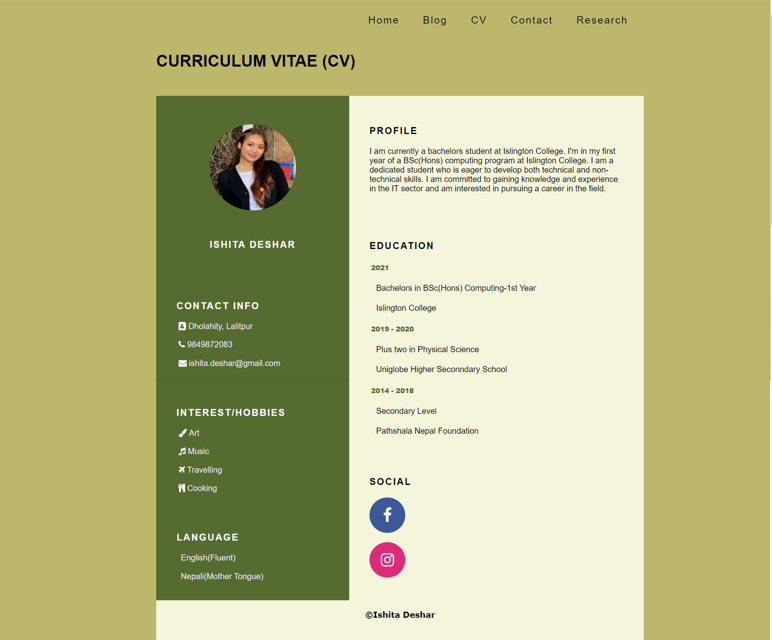 Home Blog CV Contact Research
CURRICULUM VITAE (CV)
ISHITA DESHAR
CONTACT INFO
Dholahity, Lalitpur
9849872083
ishita.deshar@gmail.com
INTEREST/HOBBIES
Art
Music
Travelling
Cooking
LANGUAGE
English(Fluent)
Nepali(Mother Tongue)
PROFILE
I am currently a bachelors student at Islington College. I'm in my first
year of a BSc(Hons) computing program at Islington College. I am a
dedicated student who is eager to develop both technical and non-
technical skills. I am committed to gaining knowledge and experience
in the IT sector and am interested in pursuing a career in the field.
EDUCATION
2021
Bachelors in BSc(Hons) Computing-1st Year
Islington College
2019 - 2020
Plus two in Physical Science
Uniglobe Higher Seconndary School
2014 - 2018
Secondary Level
Pathshala Nepal Foundation
SOCIAL
©Ishita Deshar